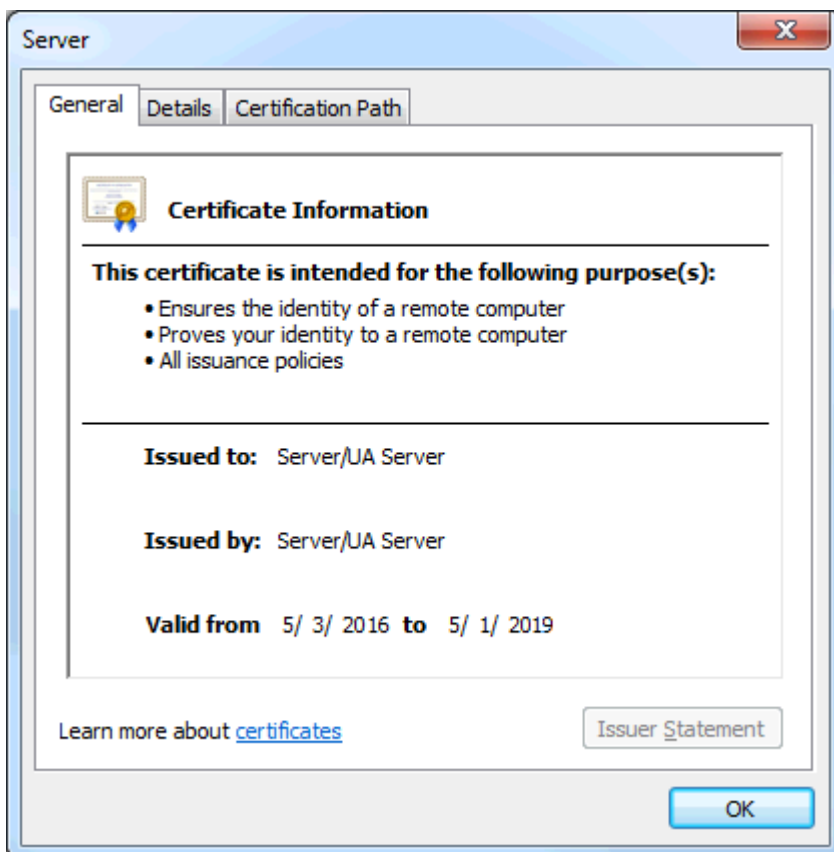 Server
General Details Certification Path
Certificate Information
This certificate is intended for the following purpose(s):
• Ensures the identity of a remote computer
• Proves your identity to a remote computer
• All issuance policies
Issued to: Server/UA Server
Issued by: Server/UA Server
Valid from 5/ 3/ 2016 to 5/ 1/ 2019
Learn more about certificates Issuer Statement
OK